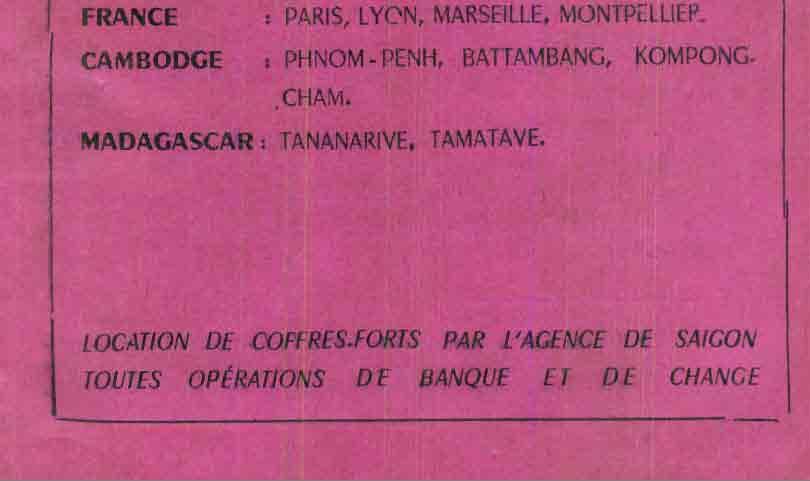 FRANCE : PARIS, LYON, MARSEILLE, MONTPELLIER.
CAMBODGE : PHNOM-PENH, BATTAMBANG, KOMPONG-
CHAM.
MADAGASCAR : TANANARIVE, TAMATAVE.
LOCATION DE COFFRES-FORTS PAR L'AGENCE DE SAIGON
TOUTES OPÉRATIONS DE BANQUE ET DE CHANGE